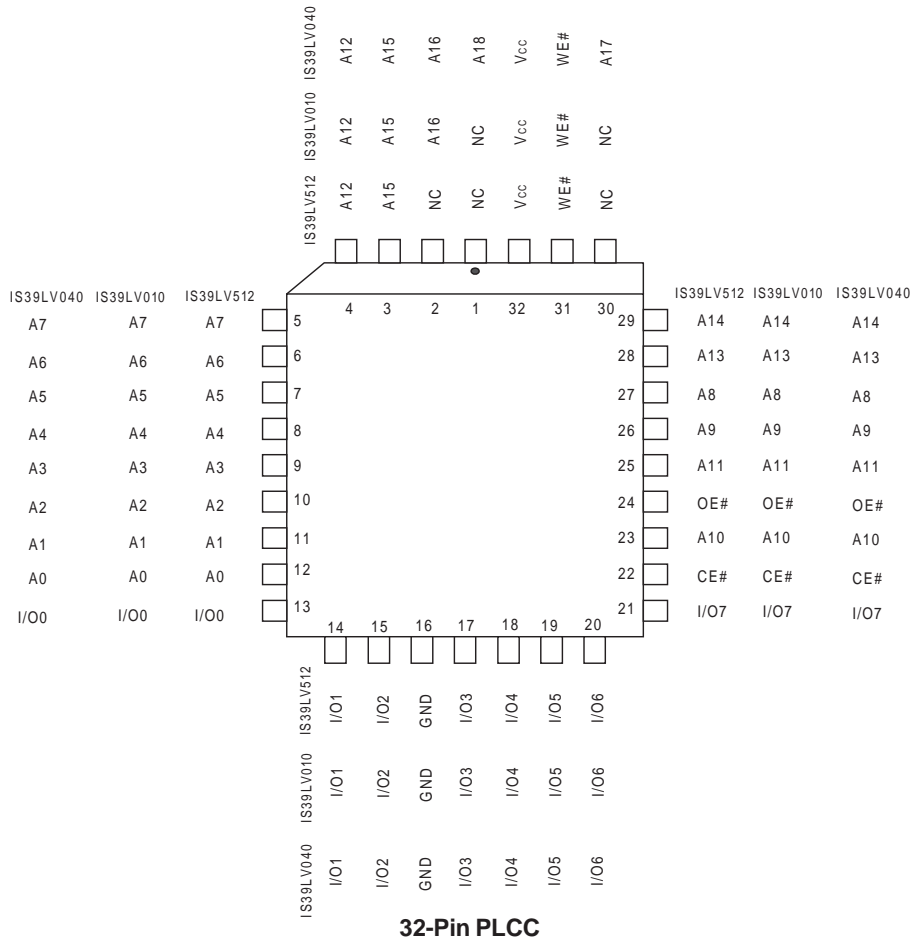 IS39LV040 A12 A15 A16 A18 Vcc WE# A17
IS39LV010 A12 A15 A16 NC Vcc WE# NC
IS39LV512 A12 A15 NC NC Vcc WE# NC
4 3 2 1 32 31 30
IS39LV040 IS39LV010 IS39LV512 IS39LV512 IS39LV010 IS39LV040
A7 A7 A7 5 29 A14 A14 A14
A6 A6 A6 6 28 A13 A13 A13
A5 A5 A5 7 27 A8 A8 A8
A4 A4 A4 8 26 A9 A9 A9
A3 A3 A3 9 25 A11 A11 A11
A2 A2 A2 10 24 OE# OE# OE#
A1 A1 A1 11 23 A10 A10 A10
A0 A0 A0 12 22 CE# CE# CE#
I/O0 I/O0 I/O0 13 21 I/O7 I/O7 I/O7
14 15 16 17 18 19 20
IS39LV512 I/O1 I/O2 GND I/O3 I/O4 I/O5 I/O6
IS39LV010 I/O1 I/O2 GND I/O3 I/O4 I/O5 I/O6
IS39LV040 I/O1 I/O2 GND I/O3 I/O4 I/O5 I/O6
32-Pin PLCC